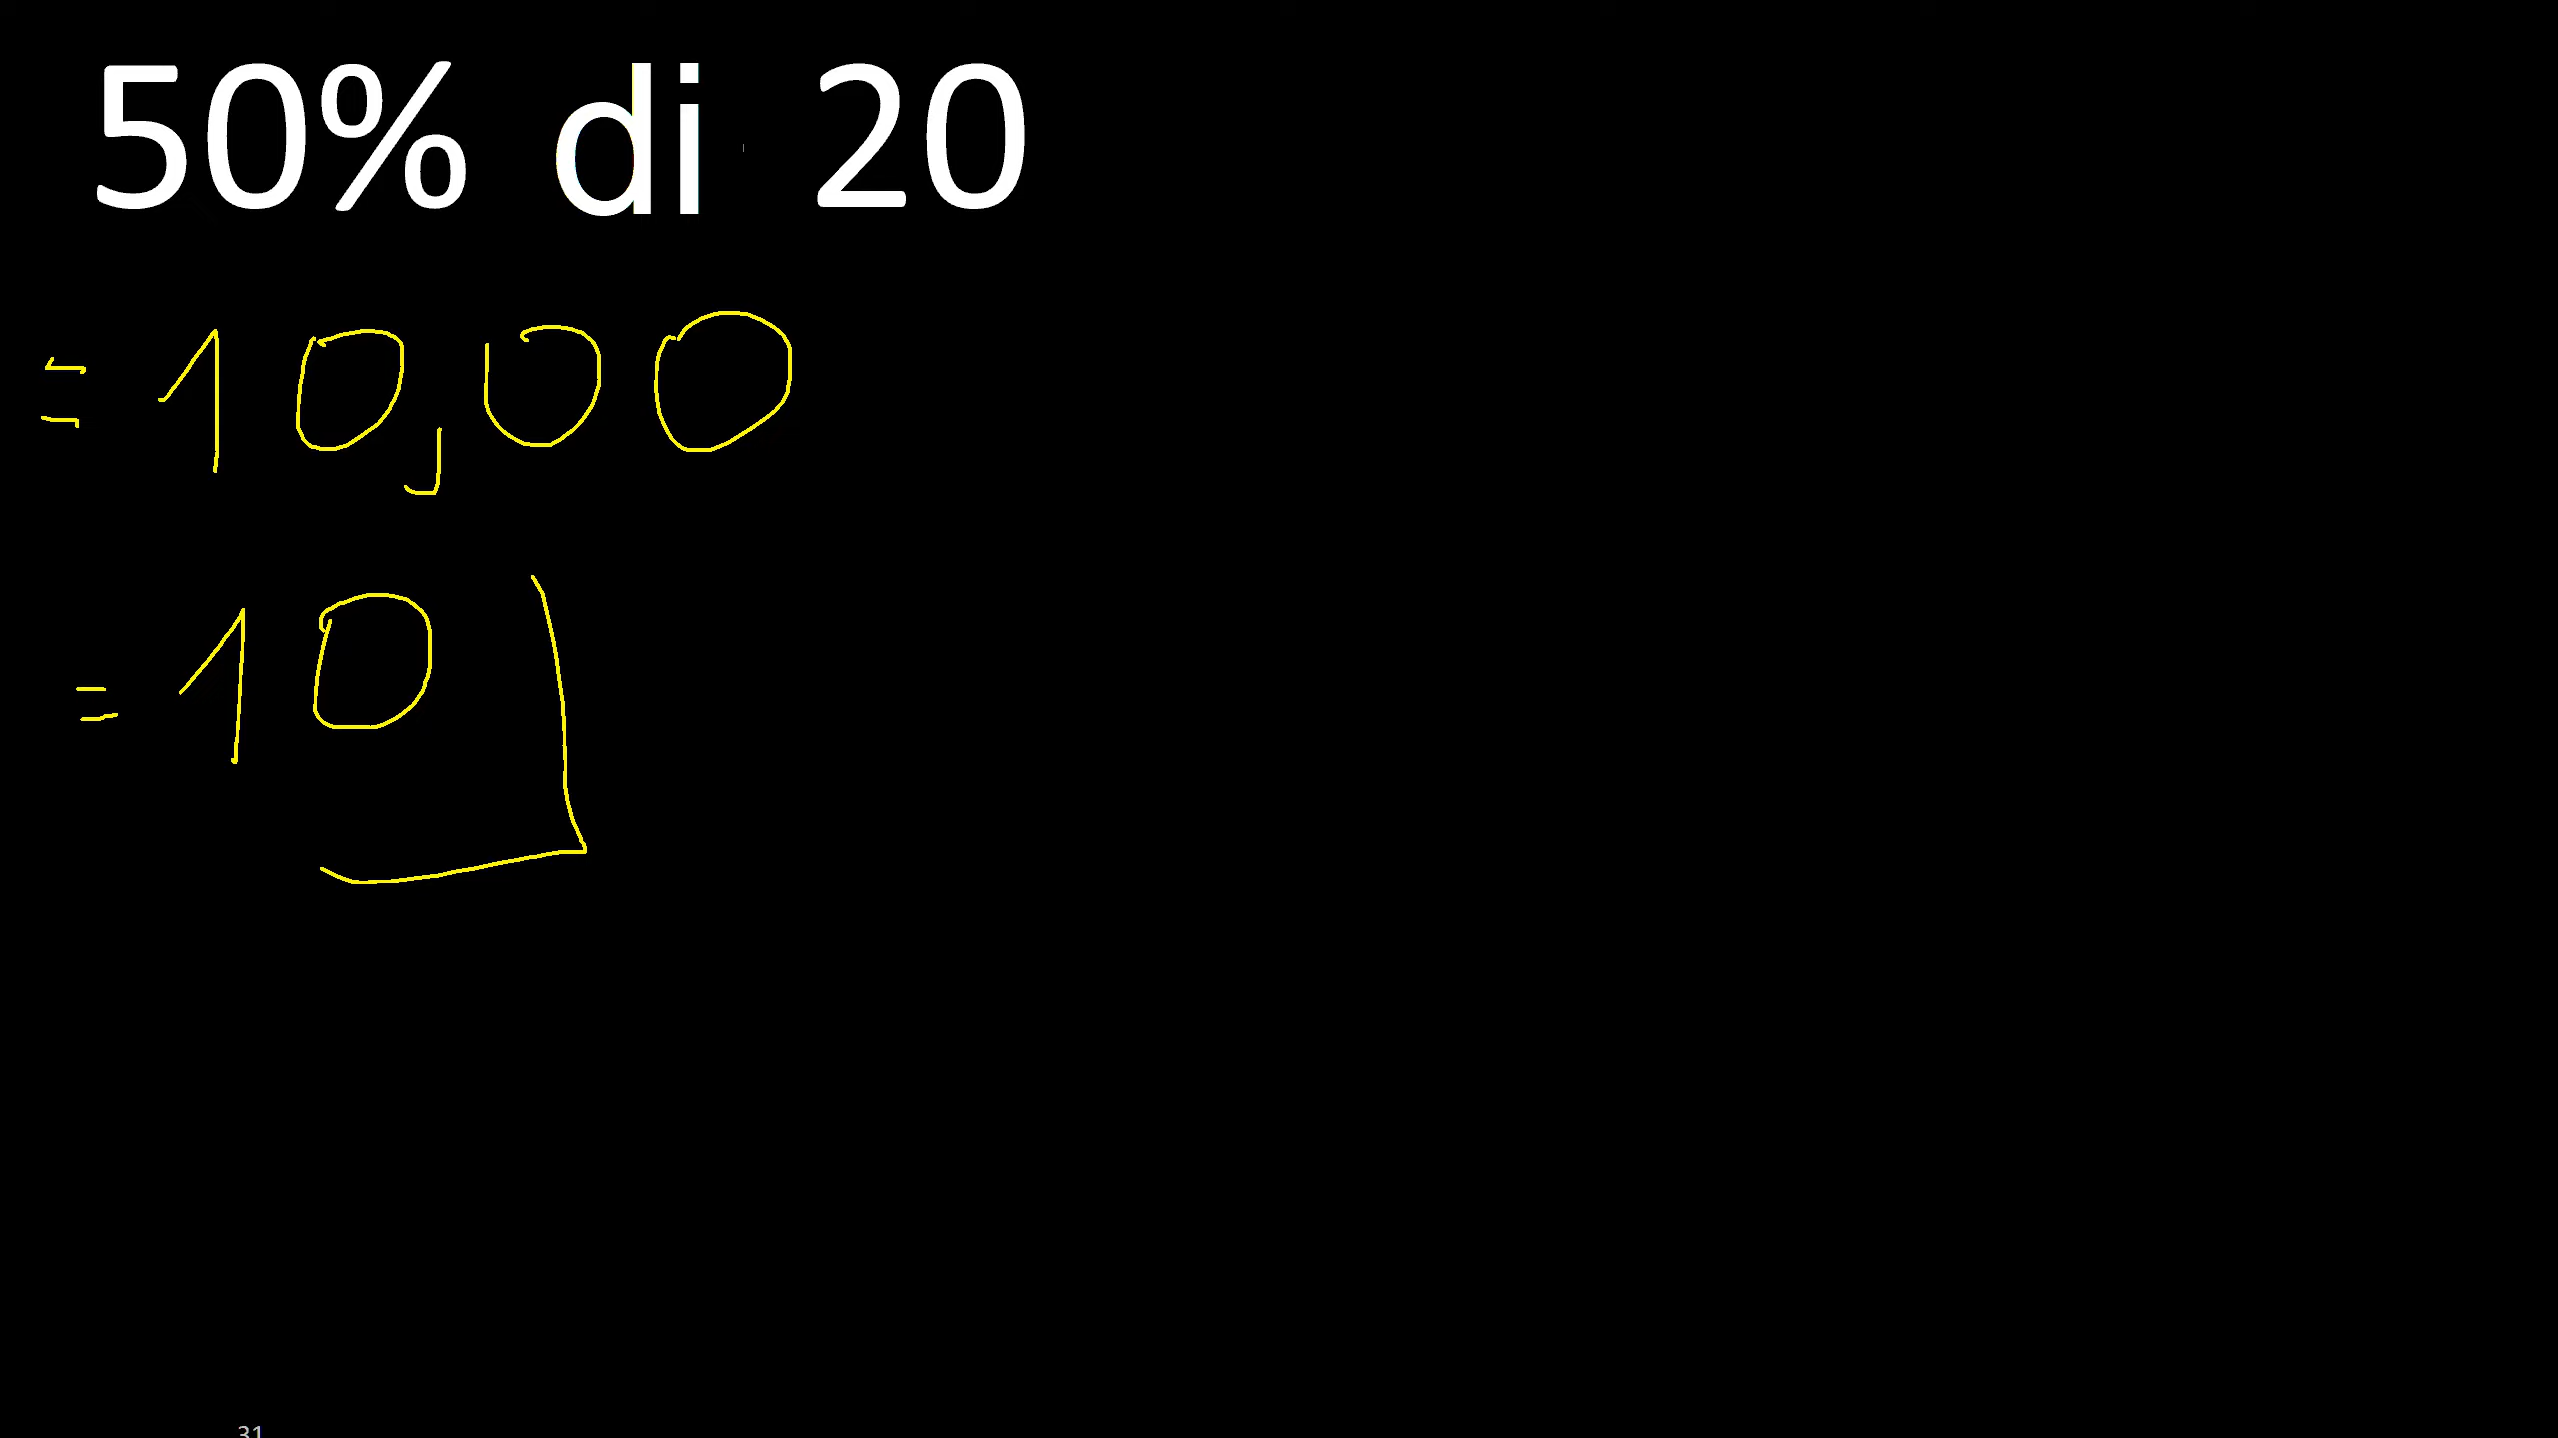 50% di 20
= 10,00
= 10
31